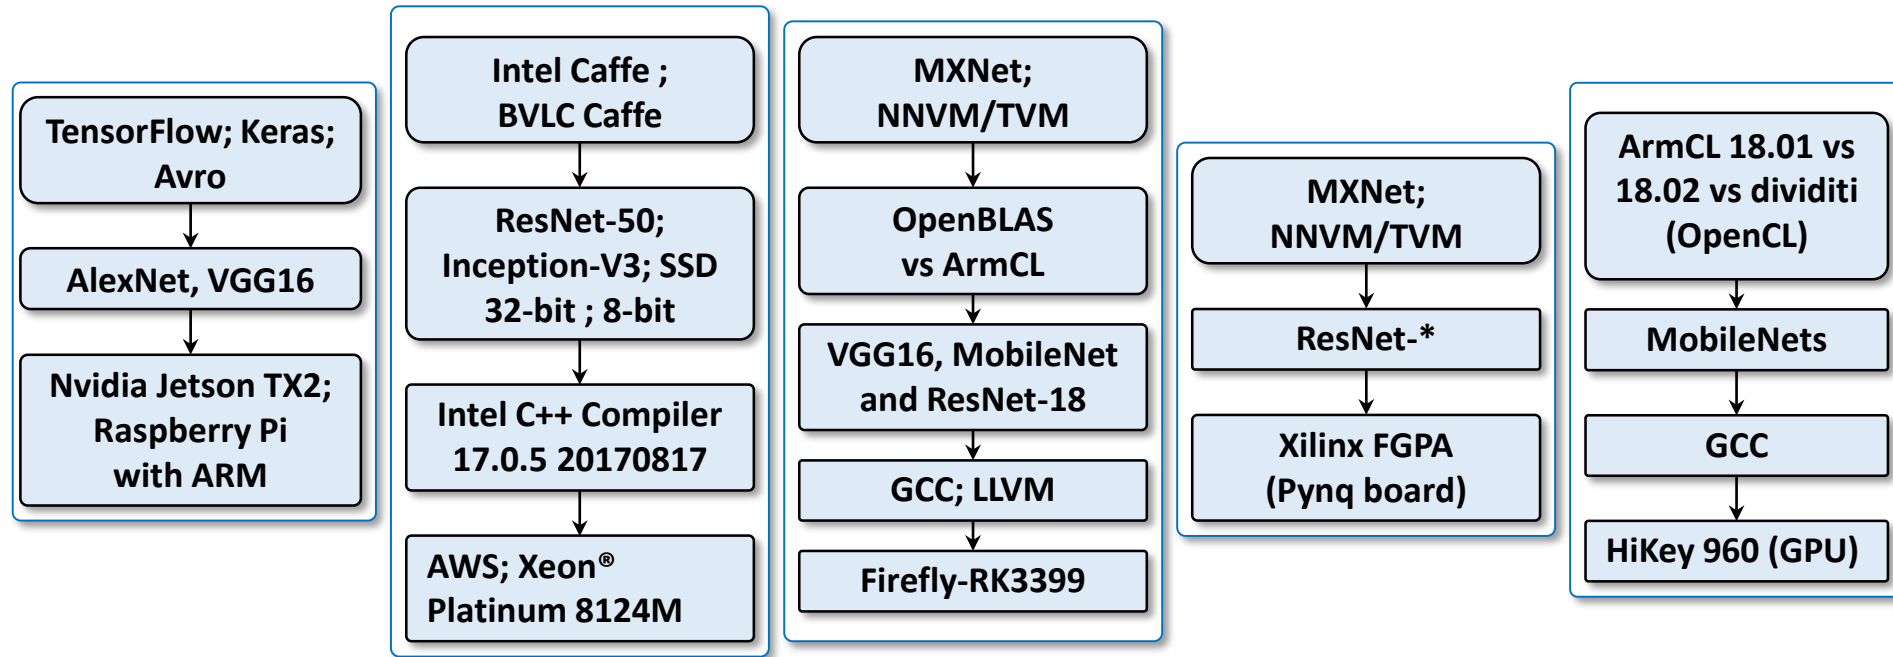 TensorFlow; Keras;
Avro
AlexNet, VGG16
Nvidia Jetson TX2;
Raspberry Pi
with ARM
Intel Caffe ;
BVLC Caffe
ResNet-50;
Inception-V3; SSD
32-bit ; 8-bit
Intel C++ Compiler
17.0.5 20170817
AWS; Xeon®
Platinum 8124M
MXNet;
NNVM/TVM
OpenBLAS
vs ArmCL
VGG16, MobileNet
and ResNet-18
GCC; LLVM
Firefly-RK3399
MXNet;
NNVM/TVM
ResNet-*
Xilinx FGPA
(Pynq board)
ArmCL 18.01 vs
18.02 vs dividiti
(OpenCL)
MobileNets
GCC
HiKey 960 (GPU)